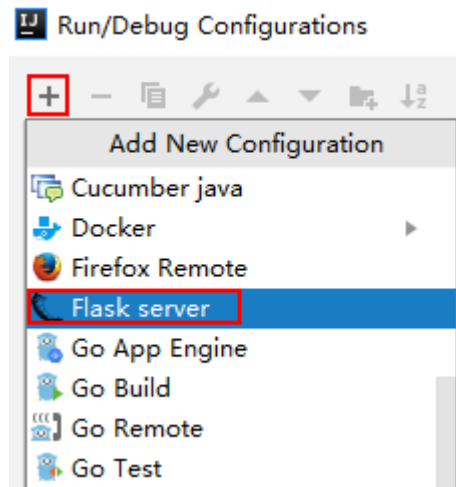 IJ Run/Debug Configurations
Add New Configuration
Cucumber java
Docker
Firefox Remote
Flask server
Go App Engine
Go Build
Go Remote
Go Test